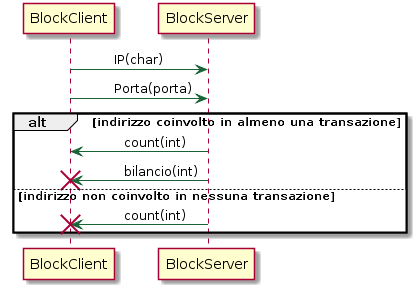 BlockClient BlockServer
IP(char)
Porta(porta)
alt [indirizzo coinvolto in almeno una transazione]
count(int)
bilancio(int)
[indirizzo non coinvolto in nessuna transazione]
count(int)
BlockClient BlockServer